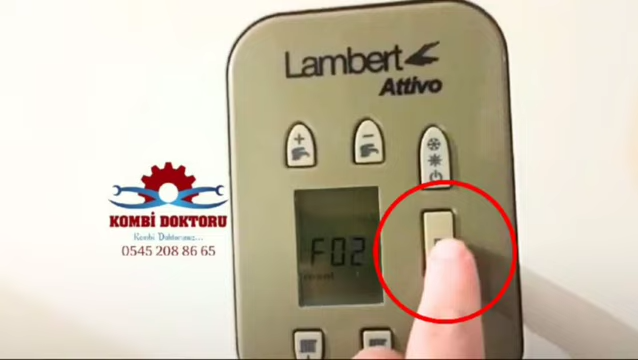 Lambert
Attivo
+
−
F02
KOMBİ DOKTORU
Kombi Doktorunuz...
0545 208 86 65